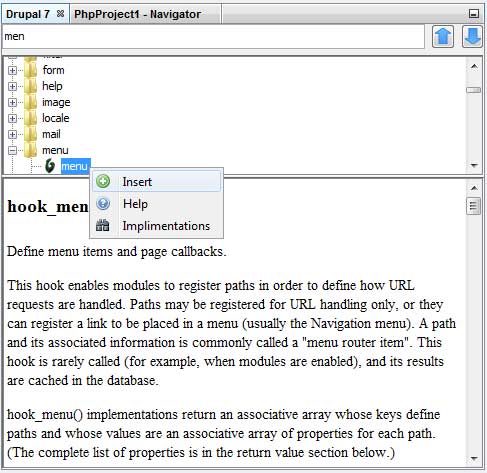 Drupal 7
PhpProject1 - Navigator
men
form
help
image
locale
mail
menu
menu
Insert
Help
Implimentations
hook_men
Define menu items and page callbacks.
This hook enables modules to register paths in order to define how URL
requests are handled. Paths may be registered for URL handling only, or they
can register a link to be placed in a menu (usually the Navigation menu). A path
and its associated information is commonly called a "menu router item". This
hook is rarely called (for example, when modules are enabled), and its results
are cached in the database.
hook_menu() implementations return an associative array whose keys define
paths and whose values are an associative array of properties for each path.
(The complete list of properties is in the return value section below.)